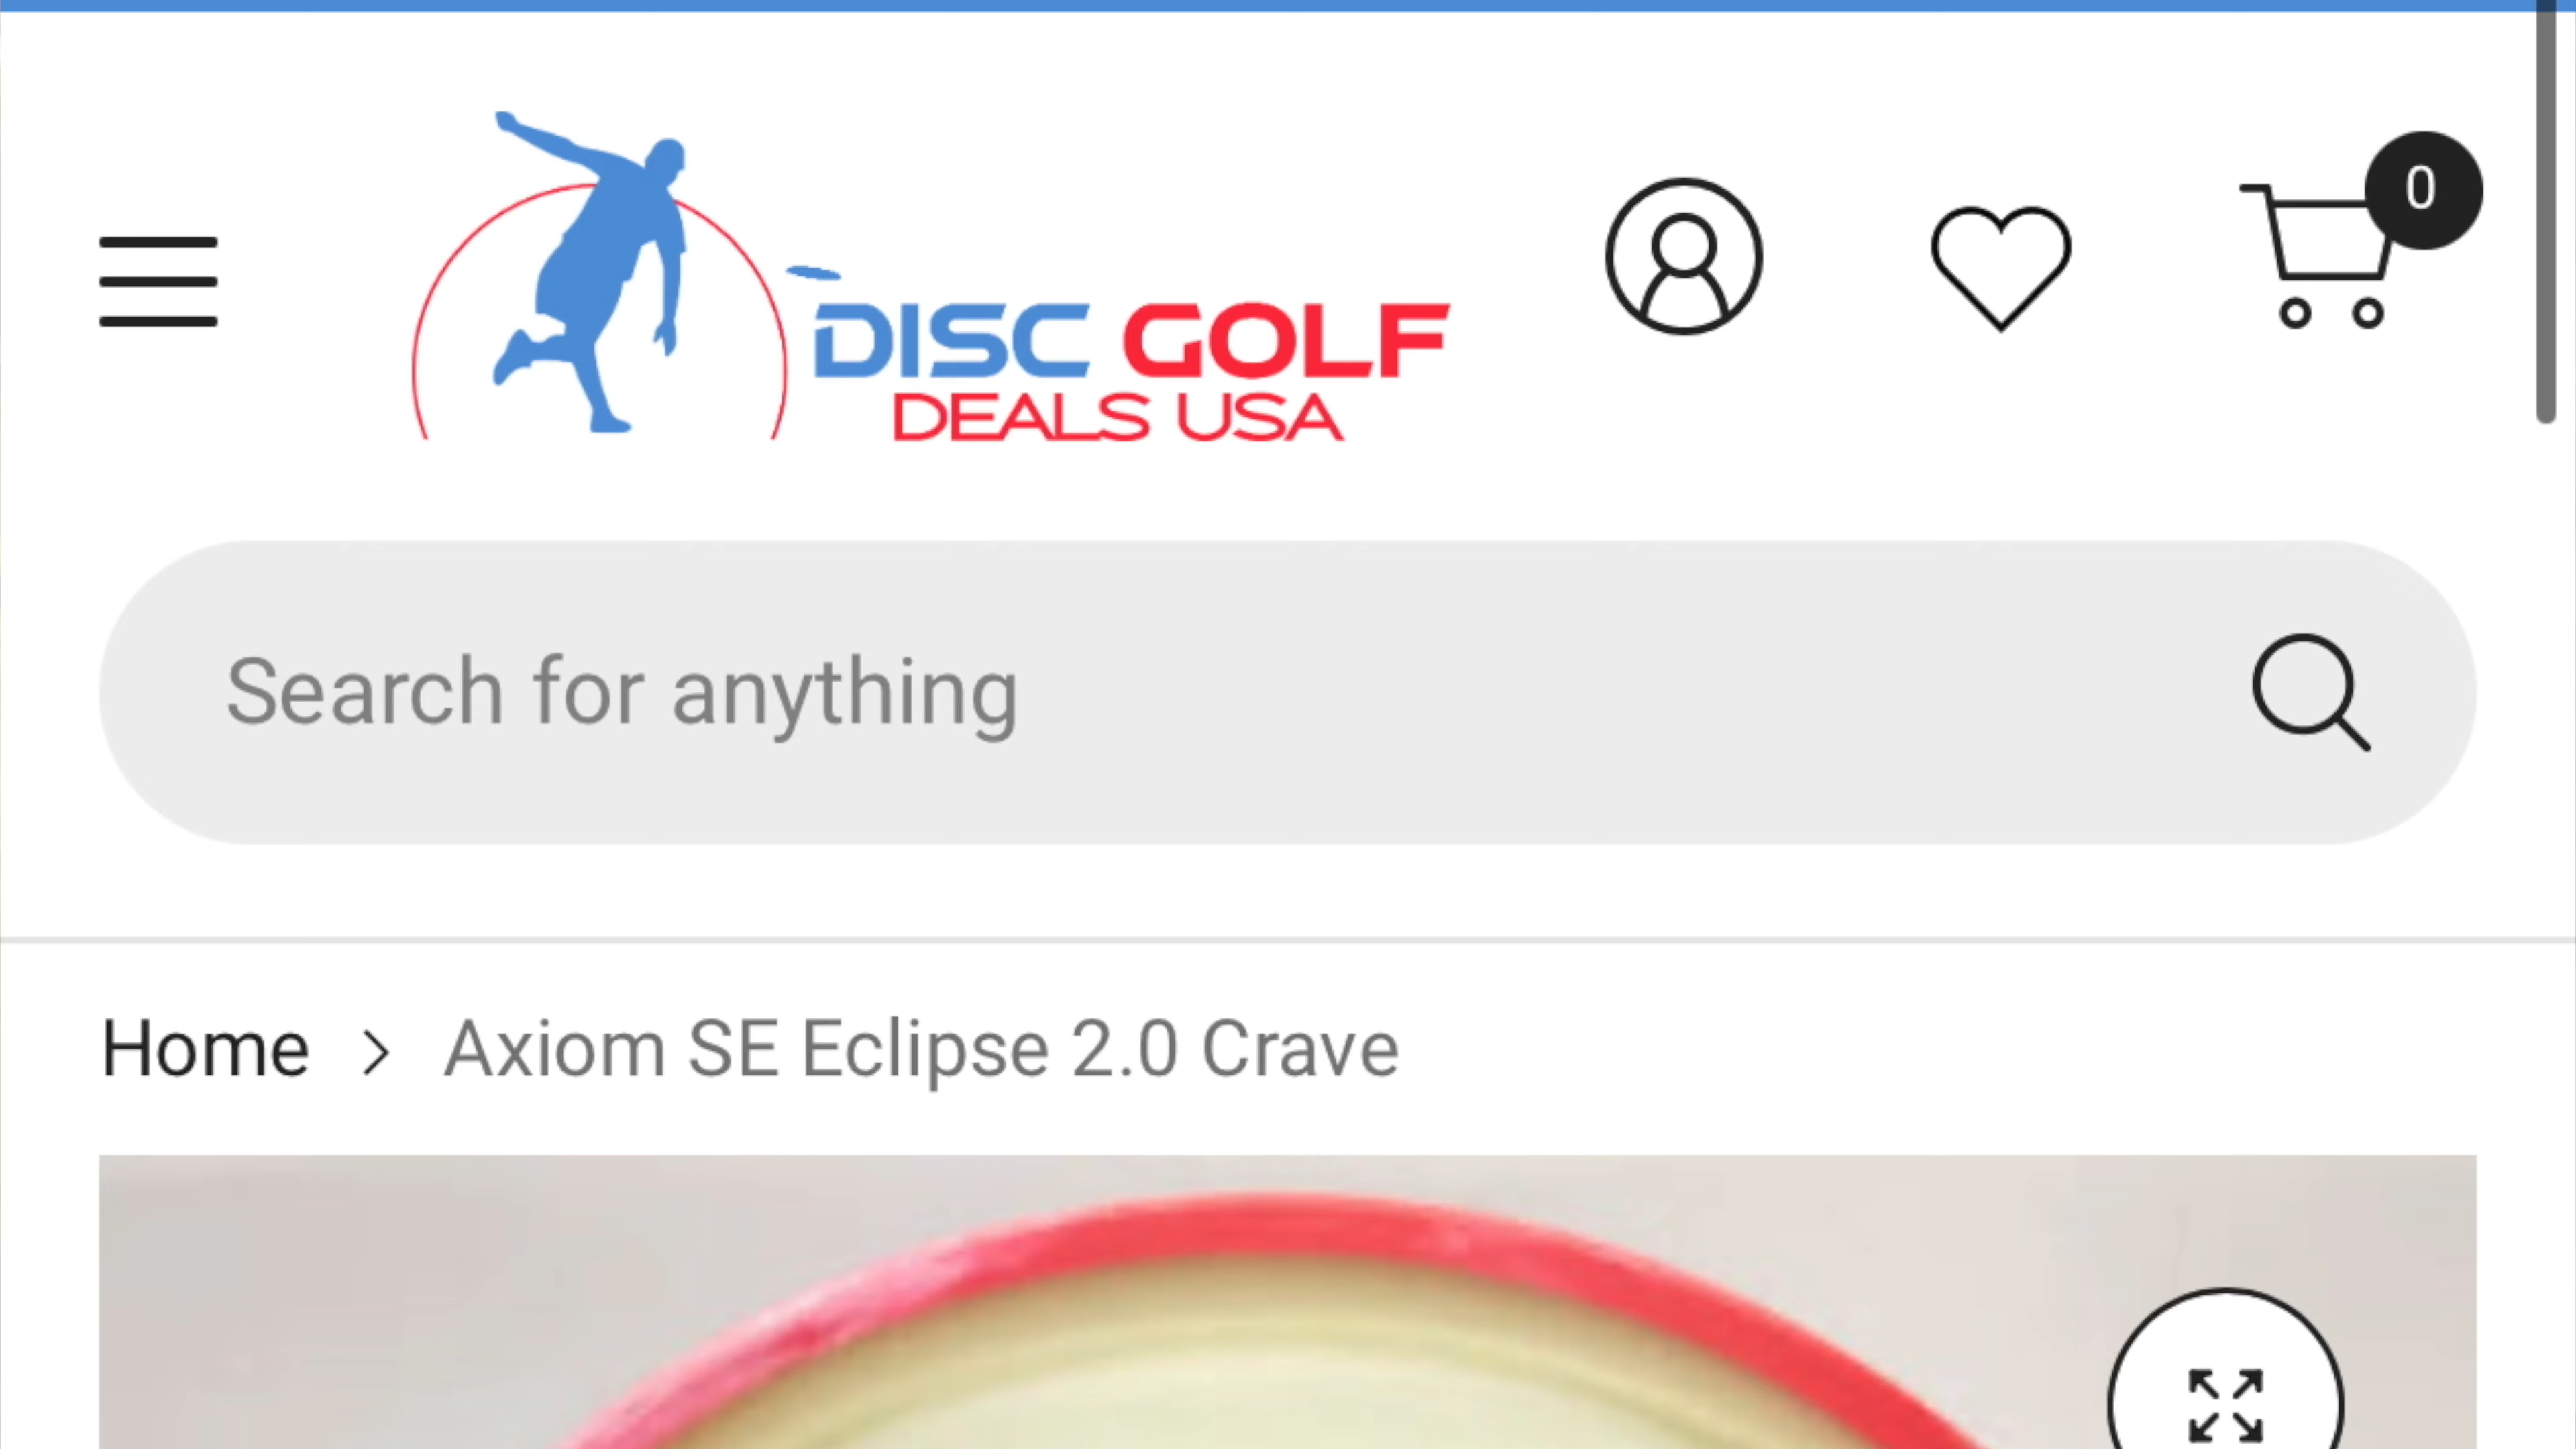 0
DISC GOLF
DEALS USA
Search for anything
Home > Axiom SE Eclipse 2.0 Crave